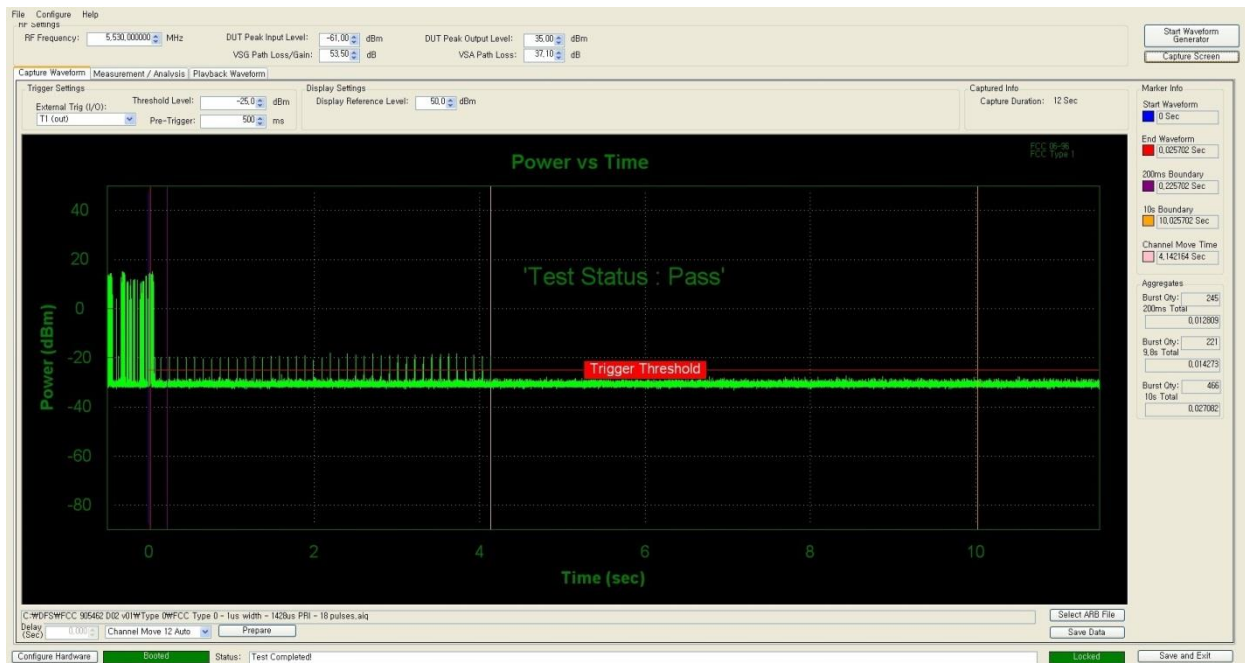 File Configure Help
RF Settings
RF Frequency: 5,530,000000 MHz
DUT Peak Input Level: -61,00 dBm
DUT Peak Output Level: 35,00 dBm
VSG Path Loss/Gain: 53,50 dB
VSA Path Loss: 37,10 dB
Start Waveform Generator
Capture Screen
Capture Waveform Measurement / Analysis Playback Waveform
Trigger Settings
External Trig (I/O):
T1 (out)
Threshold Level: -25,0 dBm
Pre-Trigger: 500 ms
Display Settings
Display Reference Level: 50,0 dBm
Captured Info
Capture Duration: 12 Sec
Marker Info
Start Waveform
0 Sec
End Waveform
0,025702 Sec
200ms Boundary
0,225702 Sec
10s Boundary
10,025702 Sec
Channel Move Time
4,142164 Sec
Aggregates
Burst Qty: 245
200ms Total
0,012809
Burst Qty: 221
9,8s Total
0,014273
Burst Qty: 466
10s Total
0,027082
FCC 06-96
FCC Type 1
Power vs Time
'Test Status : Pass'
Trigger Threshold
Power (dBm)
40
20
0
-20
-40
-60
-80
0 2 4 6 8 10
Time (sec)
C:₩DFS₩FCC 905462 D02 v01₩Type 0₩FCC Type 0 - 1us width - 1428us PRI - 18 pulses,aiq
Select ARB File
Delay (Sec) 0,000
Channel Move 12 Auto
Prepare
Save Data
Configure Hardware
Booted
Status: Test Completed!
Locked
Save and Exit